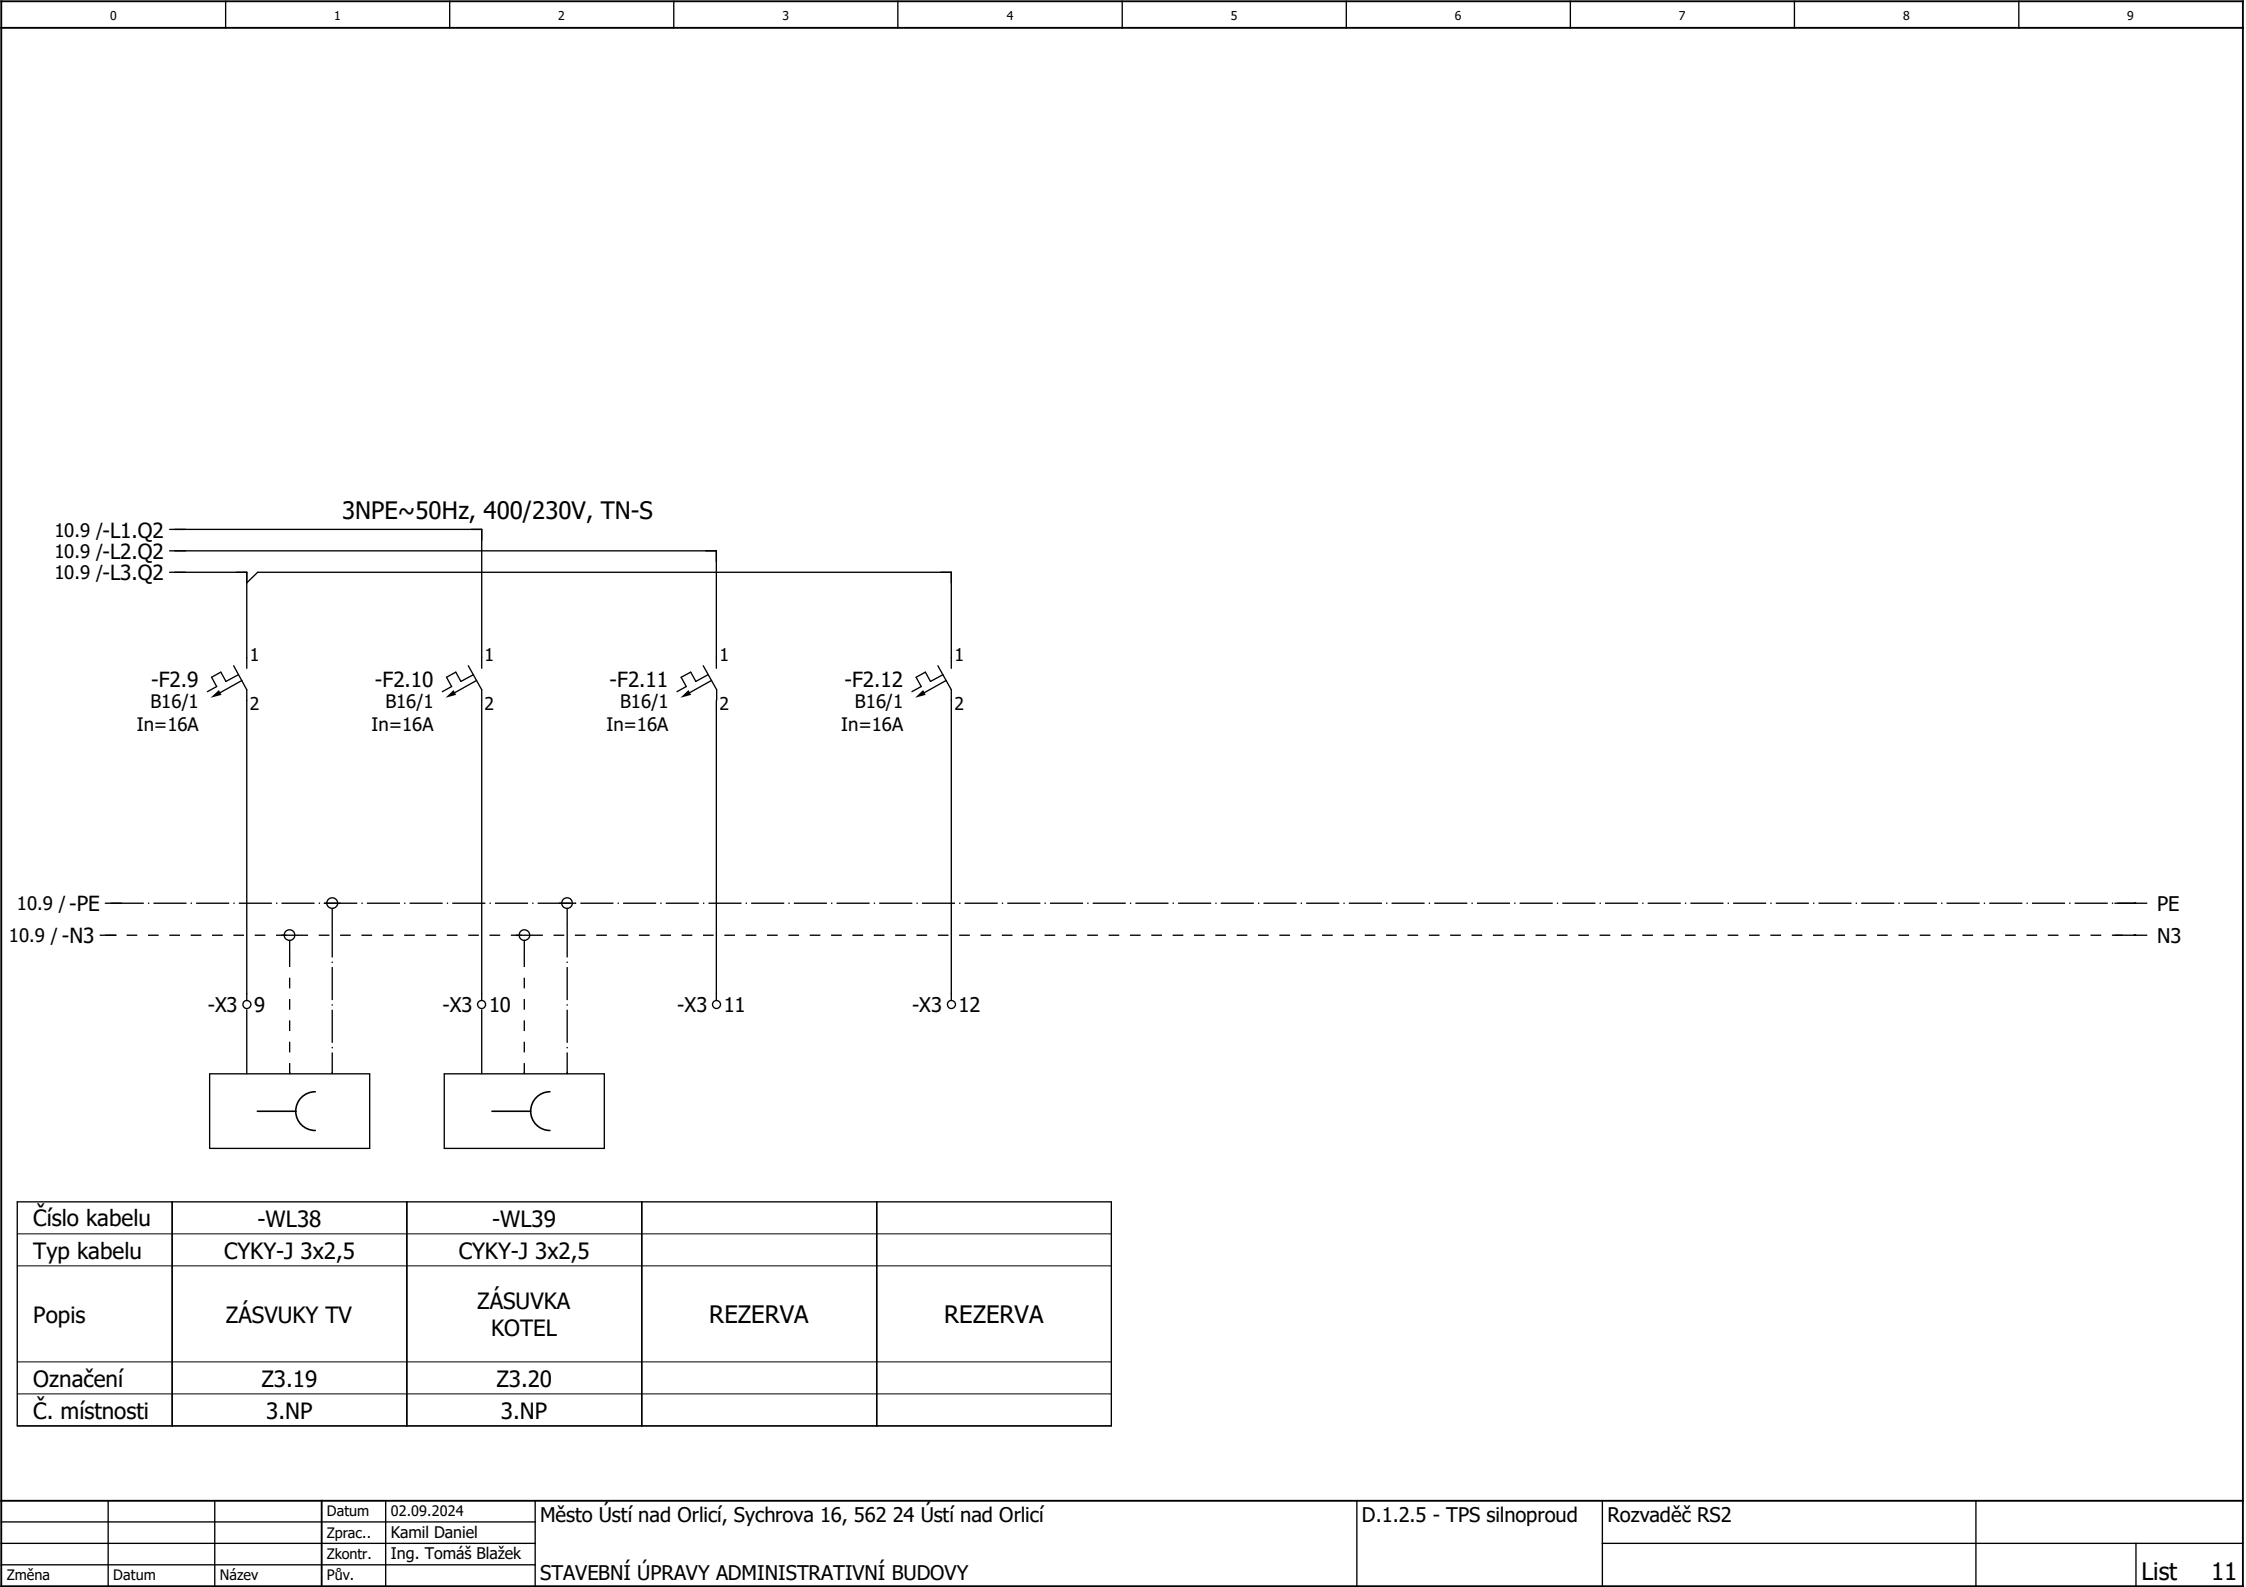 0 1 2 3 4 5 6 7 8 9
3NPE~50Hz, 400/230V, TN-S
10.9 /-L1.Q2
10.9 /-L2.Q2
10.9 /-L3.Q2
1 1 1 1
-F2.9 -F2.10 -F2.11 -F2.12
B16/1 2 B16/1 2 B16/1 2 B16/1 2
In=16A In=16A In=16A In=16A
10.9 / -PE PE
10.9 / -N3 N3
-X3 9 -X3 10 -X3 11 -X3 12
Číslo kabelu -WL38 -WL39
Typ kabelu CYKY-J 3x2,5 CYKY-J 3x2,5
Popis ZÁSVUKY TV ZÁSUVKA KOTEL REZERVA REZERVA
Označení Z3.19 Z3.20
Č. místnosti 3.NP 3.NP
Datum 02.09.2024 Město Ústí nad Orlicí, Sychrova 16, 562 24 Ústí nad Orlicí D.1.2.5 - TPS silnoproud Rozvaděč RS2
Zprac.. Kamil Daniel
Zkontr. Ing. Tomáš Blažek
Změna Datum Název Pův. STAVEBNÍ ÚPRAVY ADMINISTRATIVNÍ BUDOVY List 11